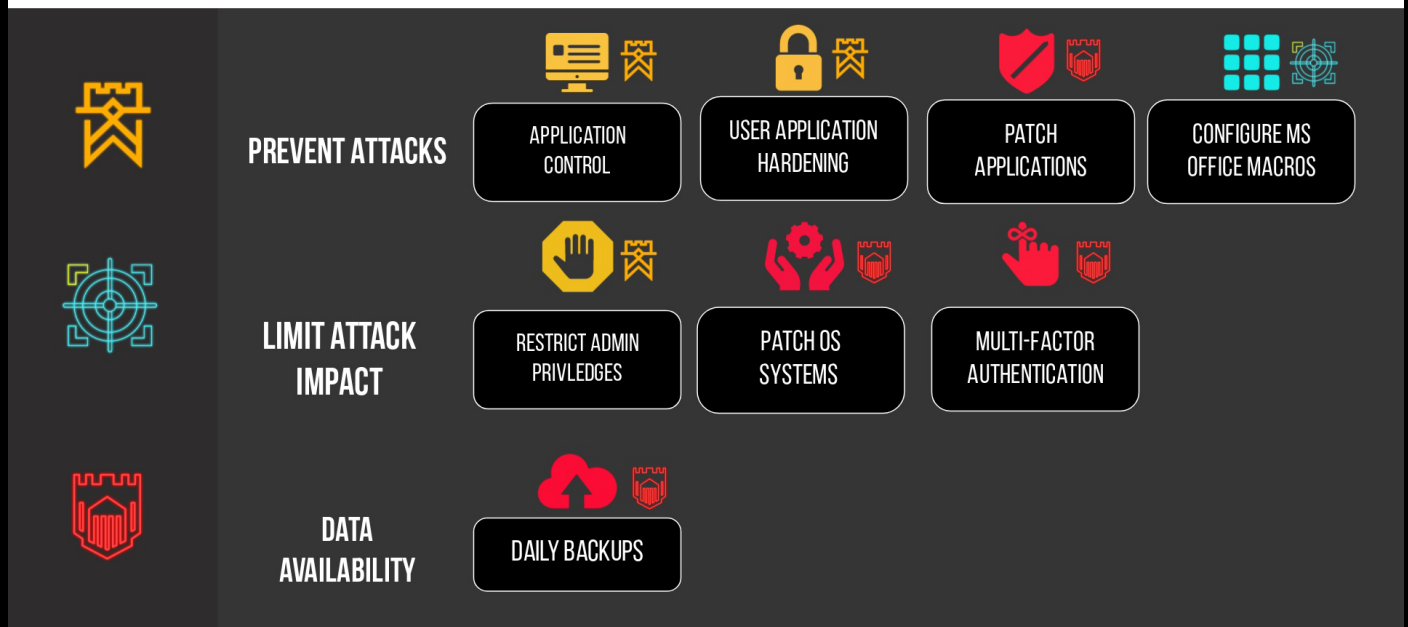 PREVENT ATTACKS
APPLICATION
CONTROL
USER APPLICATION
HARDENING
PATCH
APPLICATIONS
CONFIGURE MS
OFFICE MACROS
LIMIT ATTACK
IMPACT
RESTRICT ADMIN
PRIVLEDGES
PATCH OS
SYSTEMS
MULTI-FACTOR
AUTHENTICATION
DATA
AVAILABILITY
DAILY BACKUPS